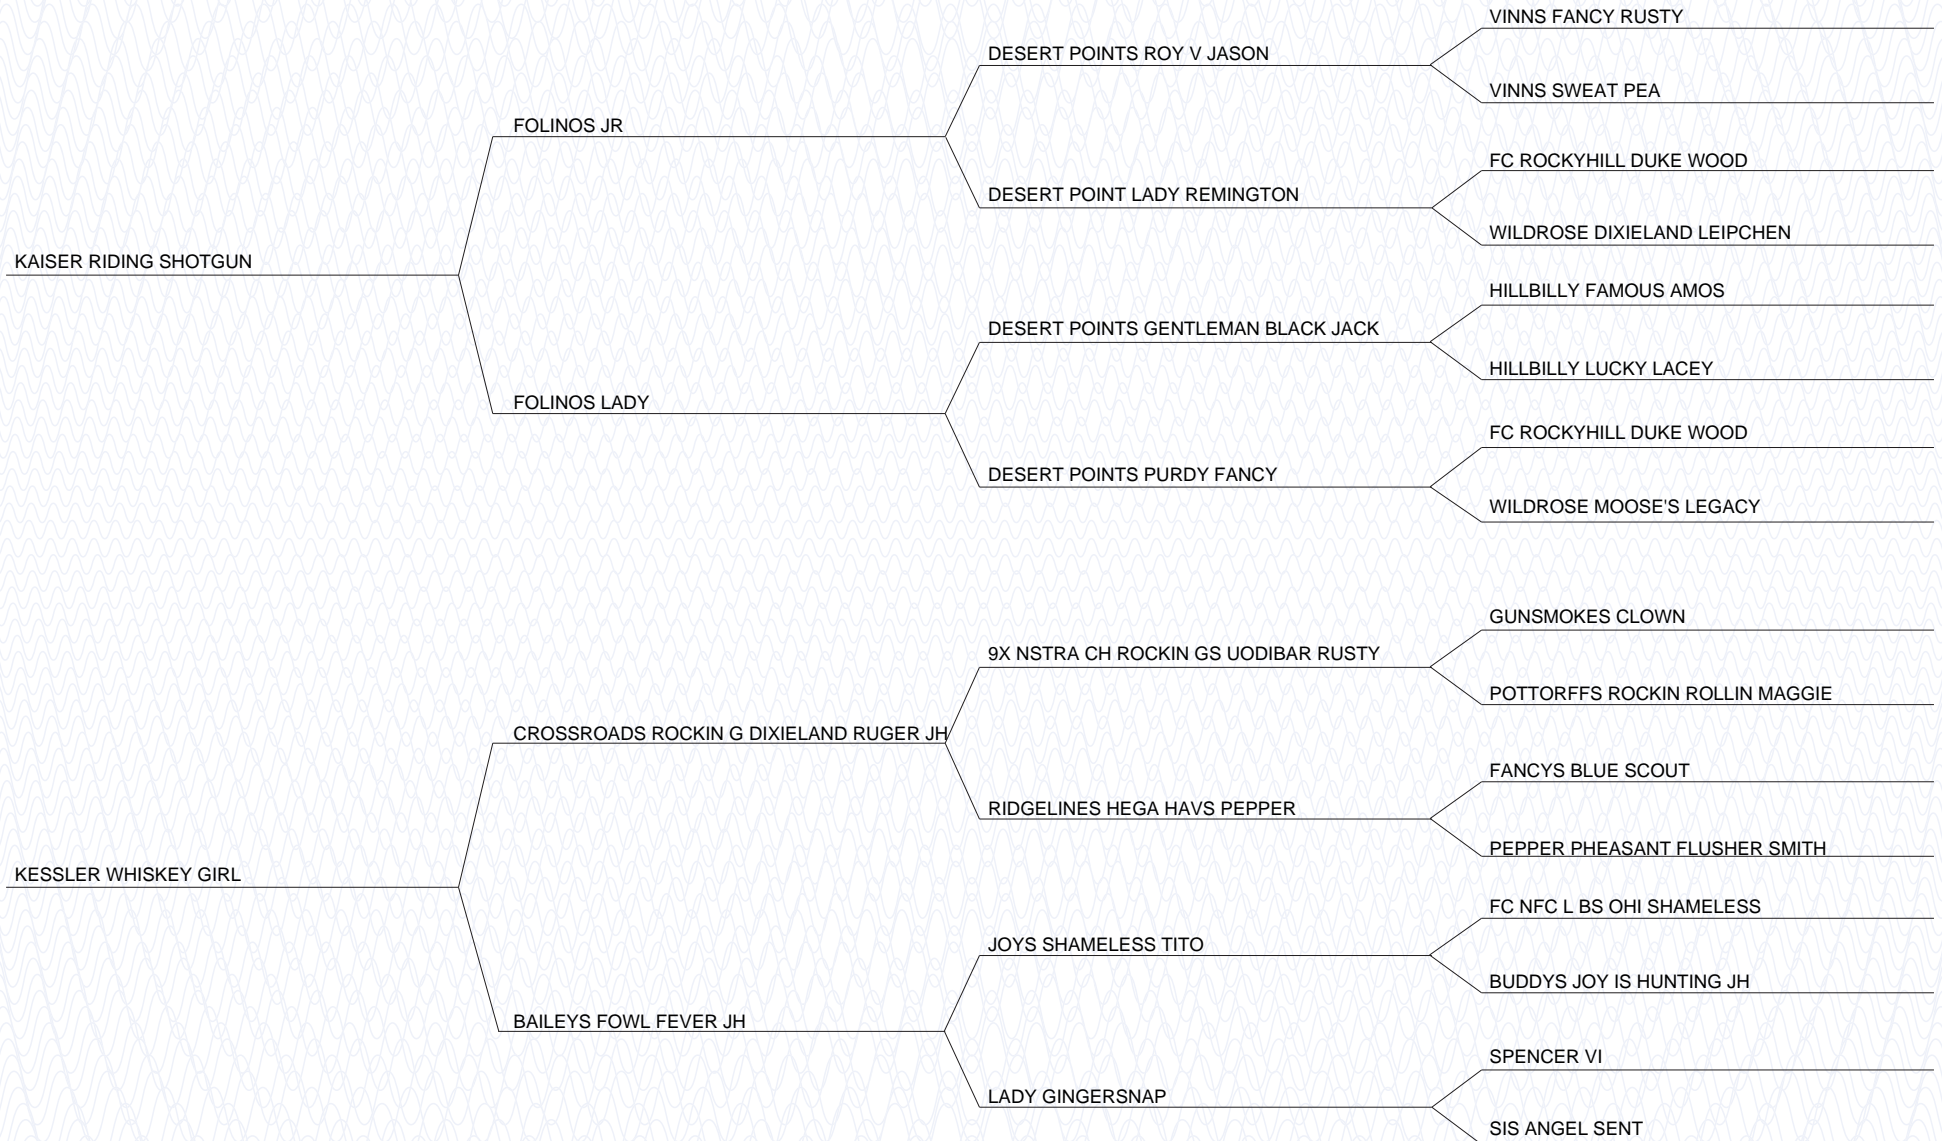 VINNS FANCY RUSTY
DESERT POINTS ROY V JASON
VINNS SWEAT PEA
FOLINOS JR
FC ROCKYHILL DUKE WOOD
DESERT POINT LADY REMINGTON
WILDROSE DIXIELAND LEIPCHEN
KAISER RIDING SHOTGUN
HILLBILLY FAMOUS AMOS
DESERT POINTS GENTLEMAN BLACK JACK
HILLBILLY LUCKY LACEY
FOLINOS LADY
FC ROCKYHILL DUKE WOOD
DESERT POINTS PURDY FANCY
WILDROSE MOOSE'S LEGACY
GUNSMOKES CLOWN
9X NSTRA CH ROCKIN GS UODIBAR RUSTY
POTTORFFS ROCKIN ROLLIN MAGGIE
CROSSROADS ROCKIN G DIXIELAND RUGER JH
FANCYS BLUE SCOUT
RIDGELINES HEGA HAVS PEPPER
PEPPER PHEASANT FLUSHER SMITH
KESSLER WHISKEY GIRL
FC NFC L BS OHI SHAMELESS
JOYS SHAMELESS TITO
BUDDYS JOY IS HUNTING JH
BAILEYS FOWL FEVER JH
SPENCER VI
LADY GINGERSNAP
SIS ANGEL SENT